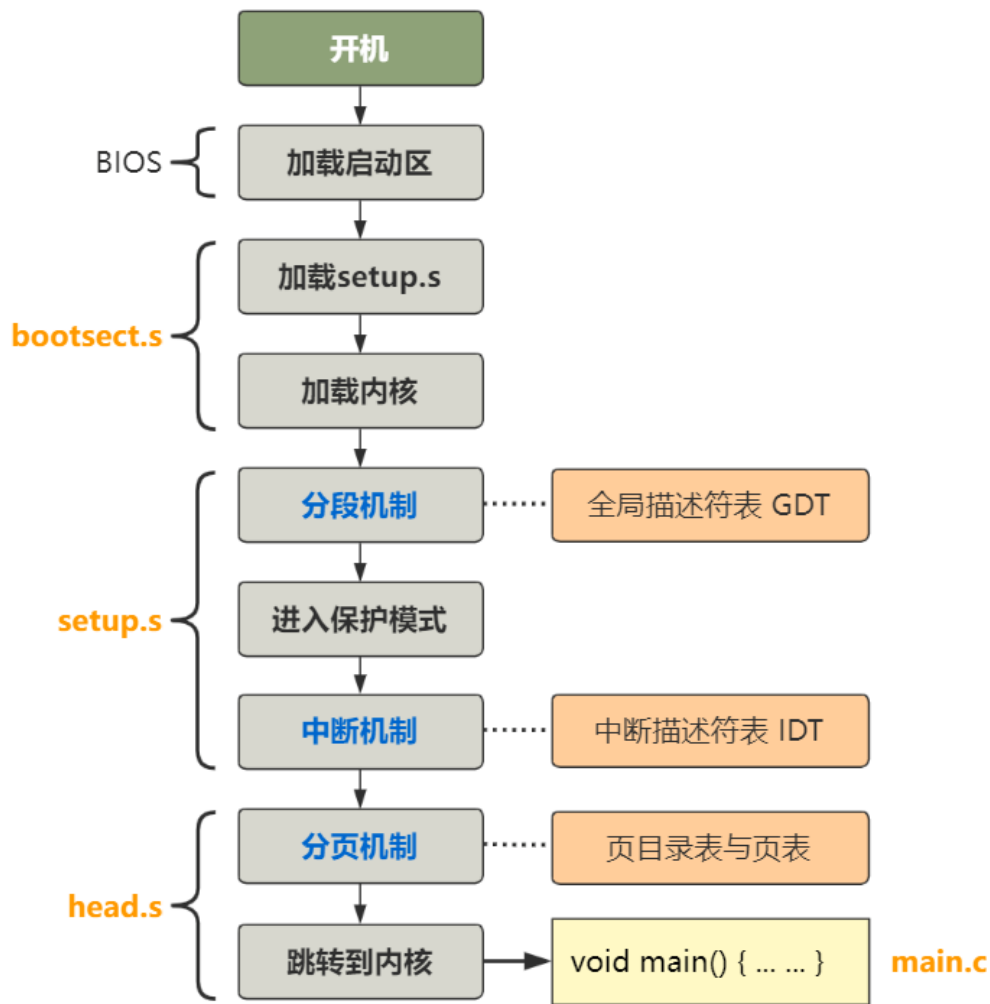 开机
BIOS
加载启动区
bootsect.s
加载setup.s
加载内核
setup.s
分段机制
全局描述符表 GDT
进入保护模式
中断机制
中断描述符表 IDT
head.s
分页机制
页目录表与页表
跳转到内核
void main() { ... ... }
main.c